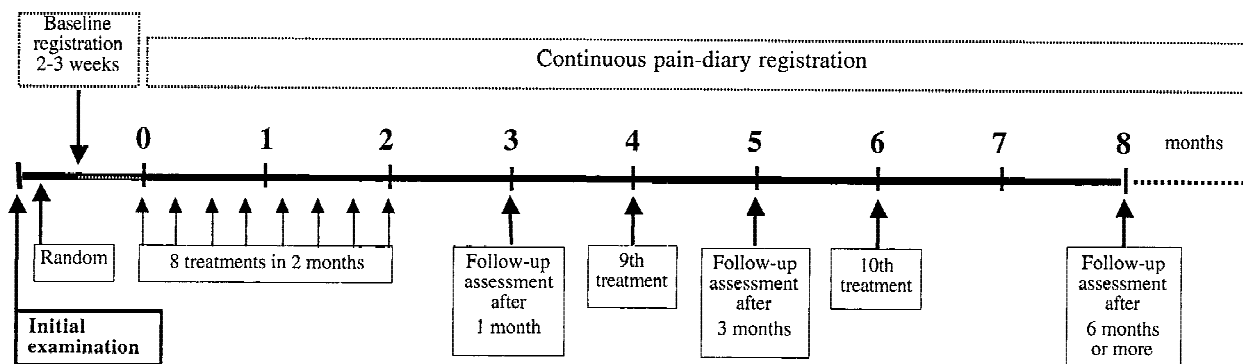 Baseline
registration
2-3 weeks
Continuous pain-diary registration
0 1 2 3 4 5 6 7 8 months
Random
8 treatments in 2 months
Follow-up
assessment
after
1 month
9th
treatment
Follow-up
assessment
after
3 months
10th
treatment
Follow-up
assessment
after
6 months
or more
Initial
examination